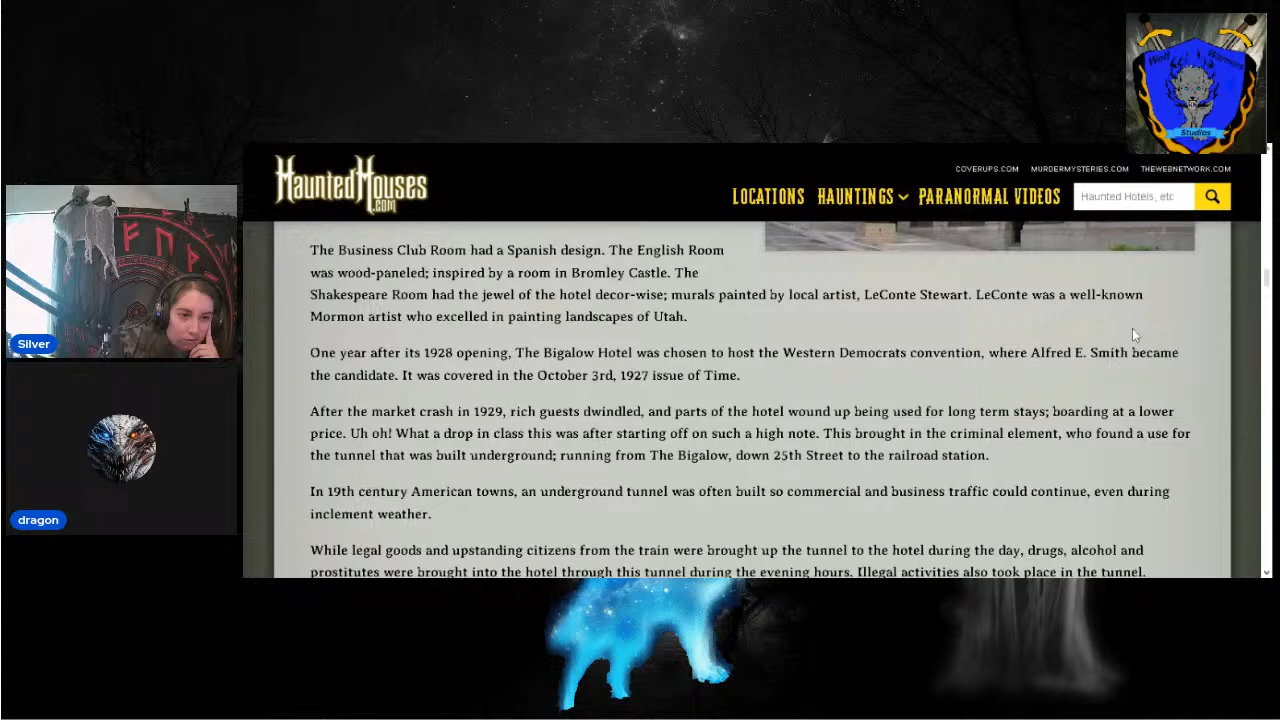 Wolf Warriors
Studios
HauntedHouses
.com
COVERUPS.COM MURDERMYSTERIES.COM THEWEBNETWORK.COM
LOCATIONS HAUNTINGS PARANORMAL VIDEOS Haunted Hotels, etc
The Business Club Room had a Spanish design. The English Room
was wood-paneled; inspired by a room in Bromley Castle. The
Shakespeare Room had the jewel of the hotel decor-wise; murals painted by local artist, LeConte Stewart. LeConte was a well-known
Mormon artist who excelled in painting landscapes of Utah.
One year after its 1928 opening, The Bigalow Hotel was chosen to host the Western Democrats convention, where Alfred E. Smith became
the candidate. It was covered in the October 3rd, 1927 issue of Time.
After the market crash in 1929, rich guests dwindled, and parts of the hotel wound up being used for long term stays; boarding at a lower
price. Uh oh! What a drop in class this was after starting off on such a high note. This brought in the criminal element, who found a use for
the tunnel that was built underground; running from The Bigalow, down 25th Street to the railroad station.
In 19th century American towns, an underground tunnel was often built so commercial and business traffic could continue, even during
inclement weather.
While legal goods and upstanding citizens from the train were brought up the tunnel to the hotel during the day, drugs, alcohol and
prostitutes were brought into the hotel through this tunnel during the evening hours. Illegal activities also took place in the tunnel.
Silver
dragon